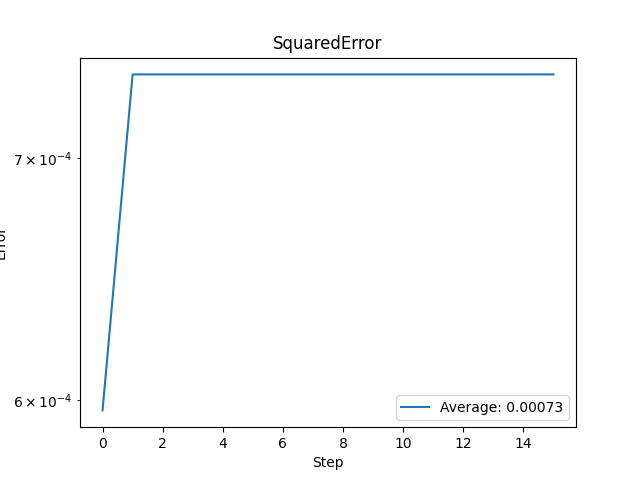 SquaredError
7 × 10⁻⁴
Error
6 × 10⁻⁴
Average: 0.00073
0 2 4 6 8 10 12 14
Step